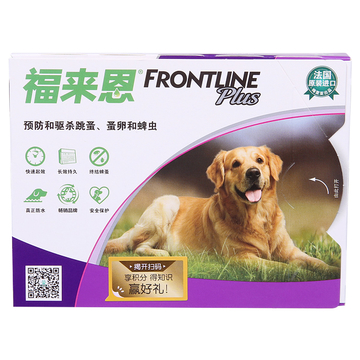 福来恩 FRONTLINE Plus
法国
原装进口
预防和驱杀跳蚤、蚤卵和蜱虫
快速起效 长效持久 终结蜱蚤
真正防水 畅销品牌 安全保护
揭开扫码
享积分 得知识
赢好礼!